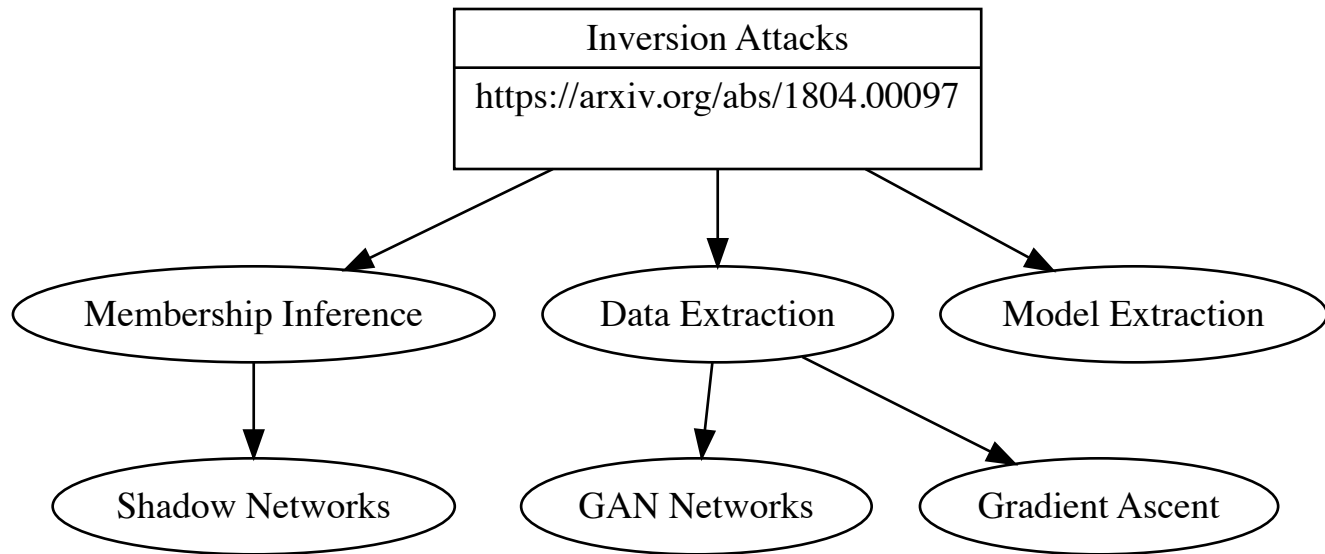 Inversion Attacks
https://arxiv.org/abs/1804.00097
Membership Inference
Data Extraction
Model Extraction
Shadow Networks
GAN Networks
Gradient Ascent